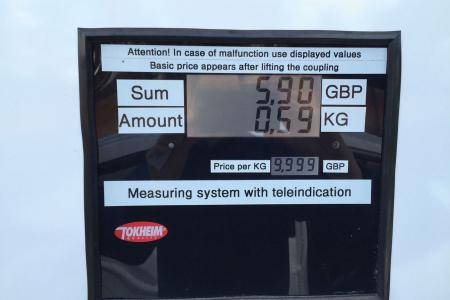 Attention! In case of malfunction use displayed values
Basic price appears after lifting the coupling
Sum 5,90 GBP
Amount 0,59 KG
Price per KG 9,999 GBP
Measuring system with teleindication
TOKHEIM